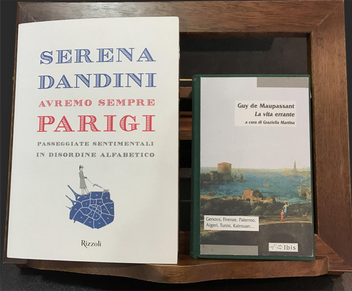 SERENA
DANDINI
AVREMO SEMPRE
PARIGI
PASSEGGIATE SENTIMENTALI
IN DISORDINE ALFABETICO
Rizzoli
Guy de Maupassant
La vita errante
a cura di Graziella Martina
Genova, Firenze, Palermo,
Algeri, Tunisi, Kairouan...
Ibis